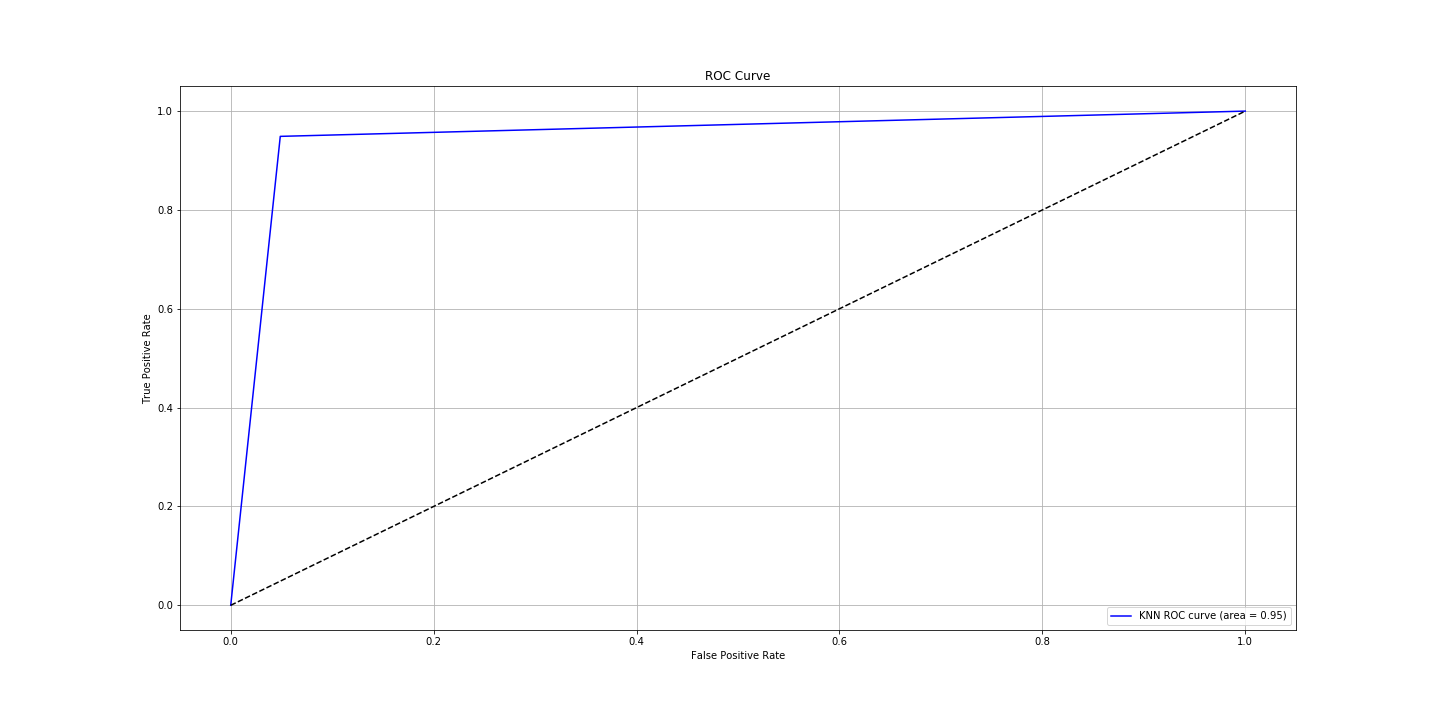 ROC Curve
1.0
0.8
0.6
0.4
0.2
0.0
True Positive Rate
0.0 0.2 0.4 0.6 0.8 1.0
False Positive Rate
KNN ROC curve (area = 0.95)